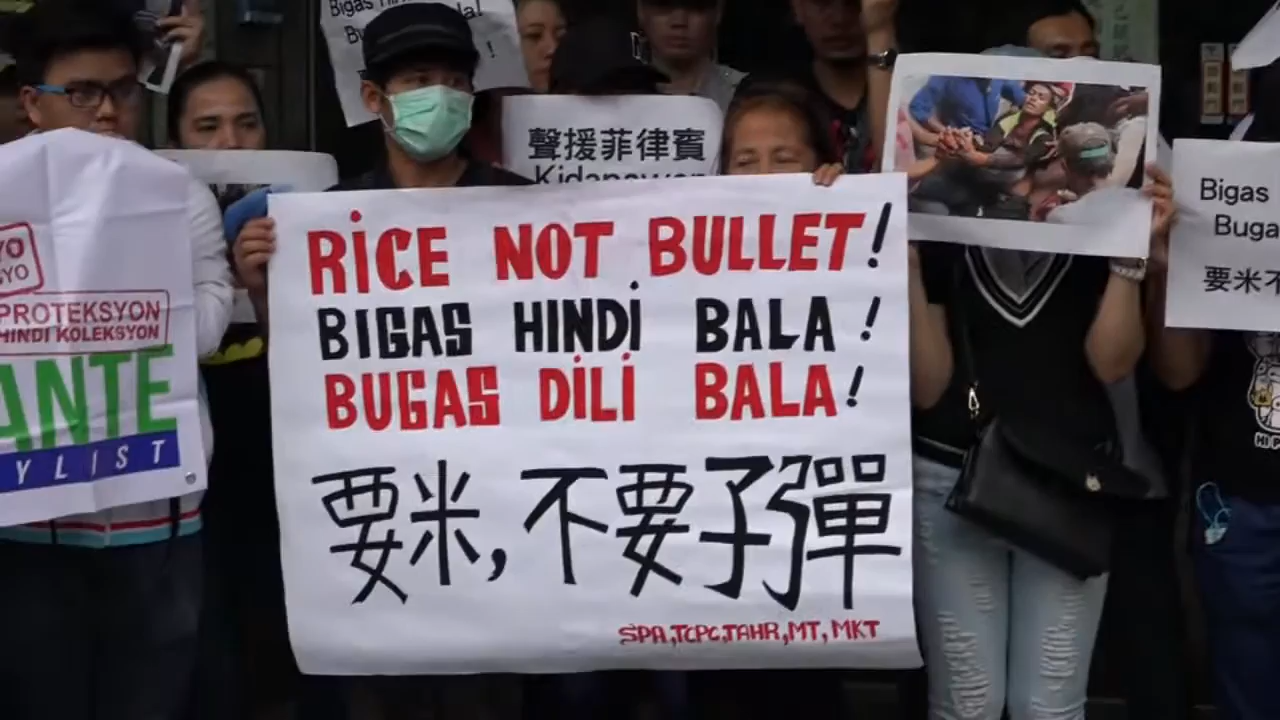 Bigas
!
聲援菲律賓
Kidapawan
RICE NOT BULLET!
BIGAS HINDI BALA!
BUGAS DILI BALA!
要米,不要子彈
SPA,TCPC,TAHR,MT,MKT
PROTEKSYON
HINDI KOLEKSYON
ANTE
YLIST
Bigas
Buga
要米不